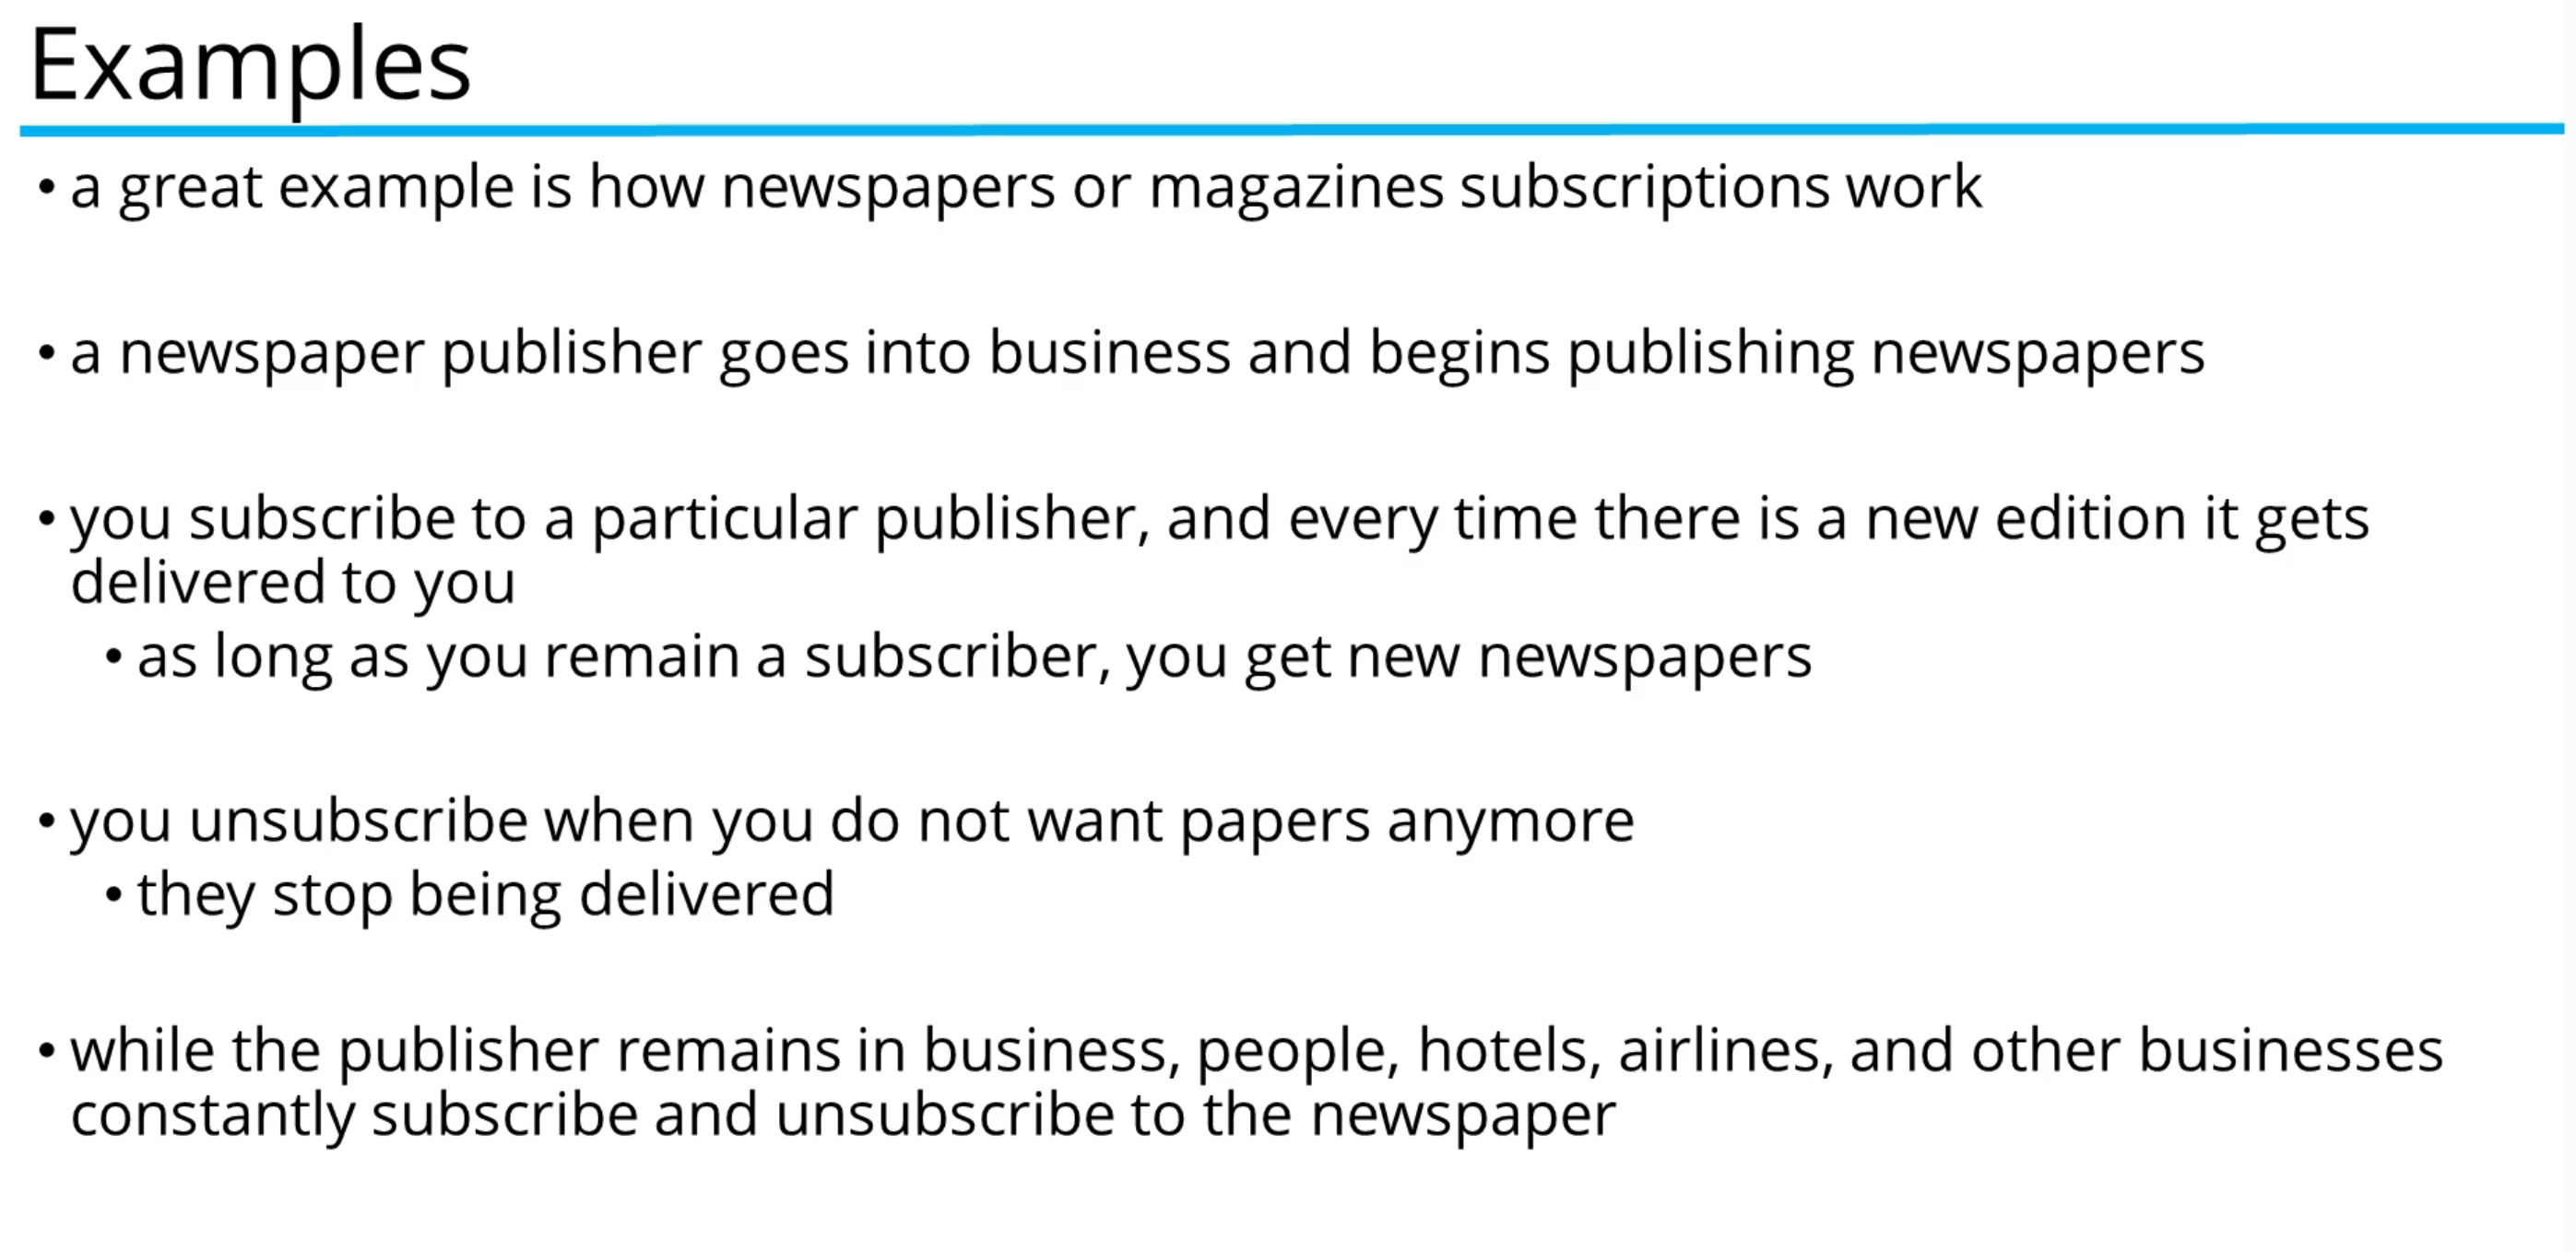 Examples
• a great example is how newspapers or magazines subscriptions work
• a newspaper publisher goes into business and begins publishing newspapers
• you subscribe to a particular publisher, and every time there is a new edition it gets
delivered to you
• as long as you remain a subscriber, you get new newspapers
• you unsubscribe when you do not want papers anymore
• they stop being delivered
• while the publisher remains in business, people, hotels, airlines, and other businesses
constantly subscribe and unsubscribe to the newspaper